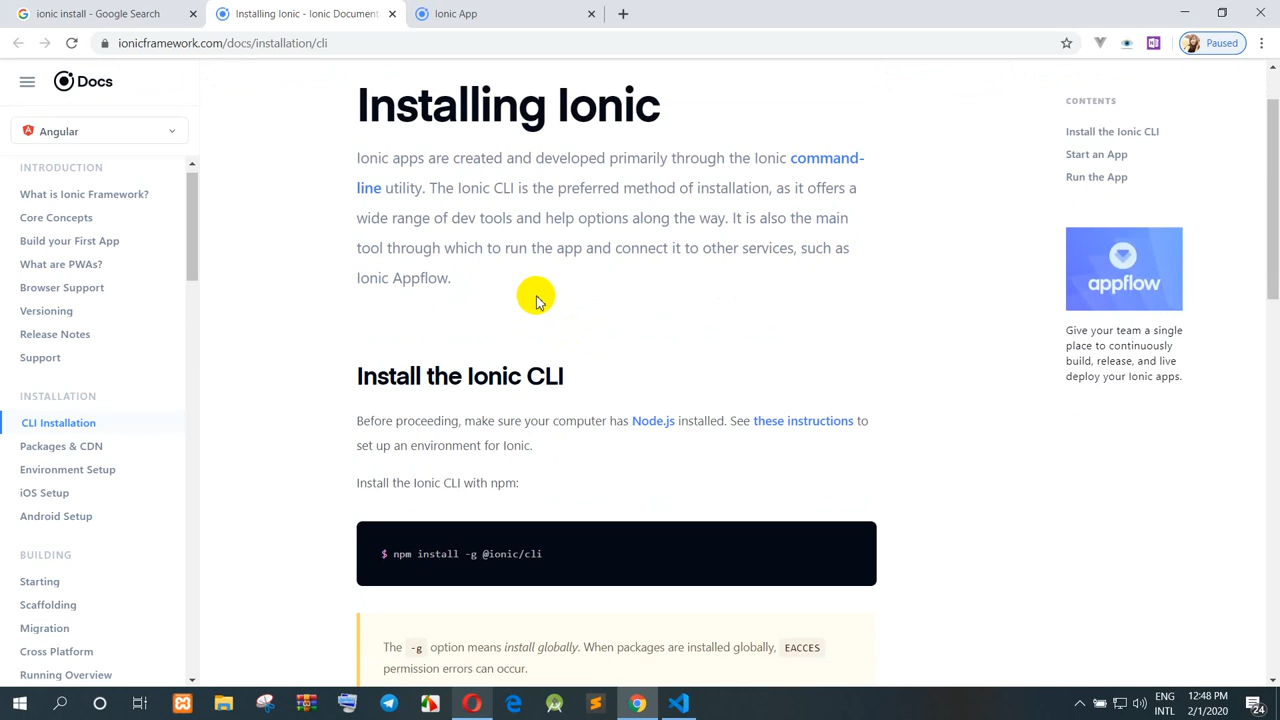 ionic install - Google Search
Installing Ionic - Ionic Document
Ionic App
ionicframework.com/docs/installation/cli
Paused
Docs
Angular
INTRODUCTION
What is Ionic Framework?
Core Concepts
Build your First App
What are PWAs?
Browser Support
Versioning
Release Notes
Support
INSTALLATION
CLI Installation
Packages & CDN
Environment Setup
iOS Setup
Android Setup
BUILDING
Starting
Scaffolding
Migration
Cross Platform
Running Overview
Installing Ionic
Ionic apps are created and developed primarily through the Ionic command-
line utility. The Ionic CLI is the preferred method of installation, as it offers a
wide range of dev tools and help options along the way. It is also the main
tool through which to run the app and connect it to other services, such as
Ionic Appflow.
Install the Ionic CLI
Before proceeding, make sure your computer has Node.js installed. See these instructions to
set up an environment for Ionic.
Install the Ionic CLI with npm:
$ npm install -g @ionic/cli
The -g option means install globally. When packages are installed globally, EACCES
permission errors can occur.
CONTENTS
Install the Ionic CLI
Start an App
Run the App
appflow
Give your team a single
place to continuously
build, release, and live
deploy your Ionic apps.
ENG
INTL
12:48 PM
2/1/2020
24